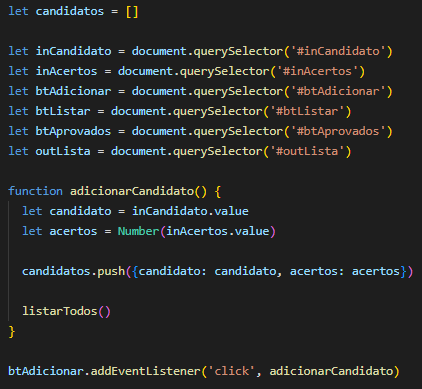 let candidatos = []
let inCandidato = document.querySelector('#inCandidato')
let inAcertos = document.querySelector('#inAcertos')
let btAdicionar = document.querySelector('#btAdicionar')
let btListar = document.querySelector('#btListar')
let btAprovados = document.querySelector('#btAprovados')
let outLista = document.querySelector('#outLista')
function adicionarCandidato() {
let candidato = inCandidato.value
let acertos = Number(inAcertos.value)
candidatos.push({candidato: candidato, acertos: acertos})
listarTodos()
}
btAdicionar.addEventListener('click', adicionarCandidato)